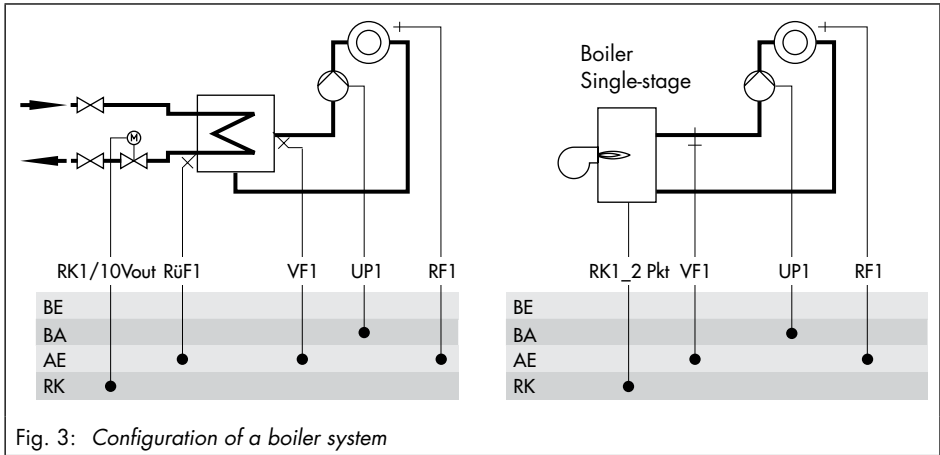 Boiler
Single-stage
M
RK1/10Vout RüF1 VF1 UP1 RF1
BE
BA
AE
RK
RK1_2 Pkt VF1 UP1 RF1
BE
BA
AE
RK
Fig. 3: Configuration of a boiler system